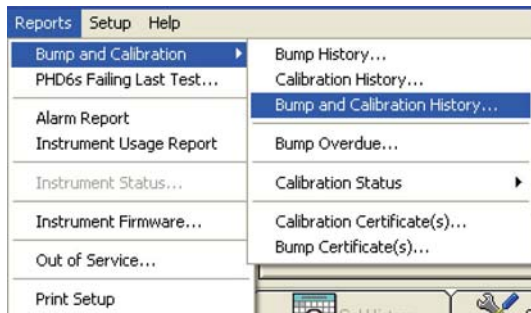 Reports Setup Help
Bump and Calibration
PHD6s Failing Last Test...
Alarm Report
Instrument Usage Report
Instrument Status...
Instrument Firmware...
Out of Service...
Print Setup
Bump History...
Calibration History...
Bump and Calibration History...
Bump Overdue...
Calibration Status
Calibration Certificate(s)...
Bump Certificate(s)...